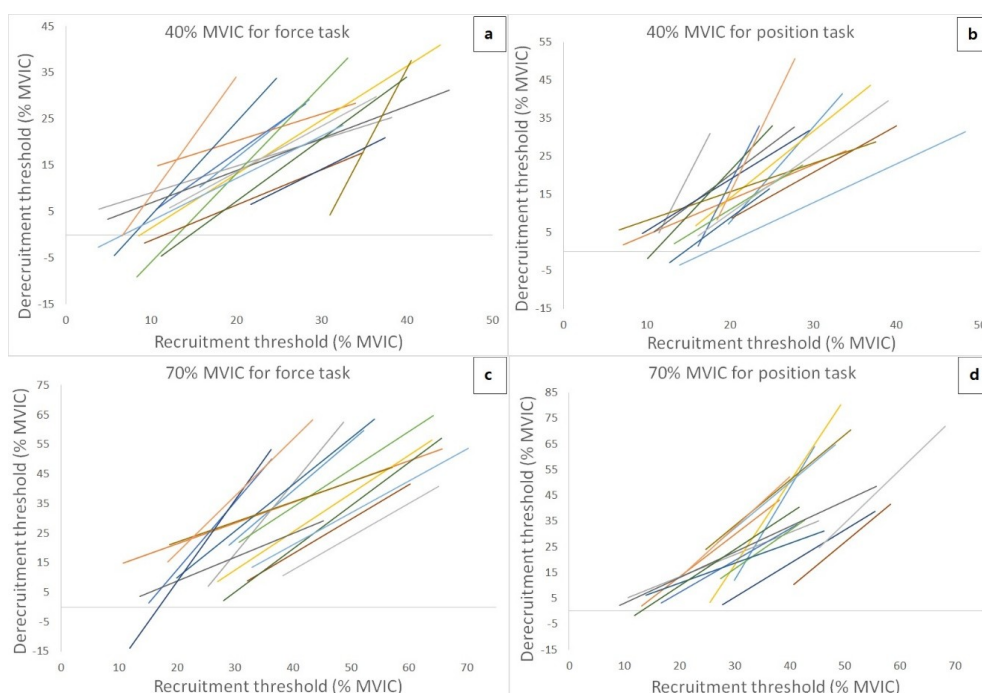 40% MVIC for force task
a
Derecruitment threshold (% MVIC)
45
35
25
15
5
-5
-15
0 10 20 30 40 50
Recruitment threshold (% MVIC)
40% MVIC for position task
b
Derecruitment threshold (% MVIC)
55
45
35
25
15
5
-5
-15
0 10 20 30 40 50
Recruitment threshold (% MVIC)
70% MVIC for force task
c
Derecruitment threshold (% MVIC)
75
65
55
45
35
25
15
5
-5
-15
0 10 20 30 40 50 60 70
Recruitment threshold (% MVIC)
70% MVIC for position task
d
Derecruitment threshold (% MVIC)
85
75
65
55
45
35
25
15
5
-5
-15
0 10 20 30 40 50 60 70
Recruitment threshold (% MVIC)